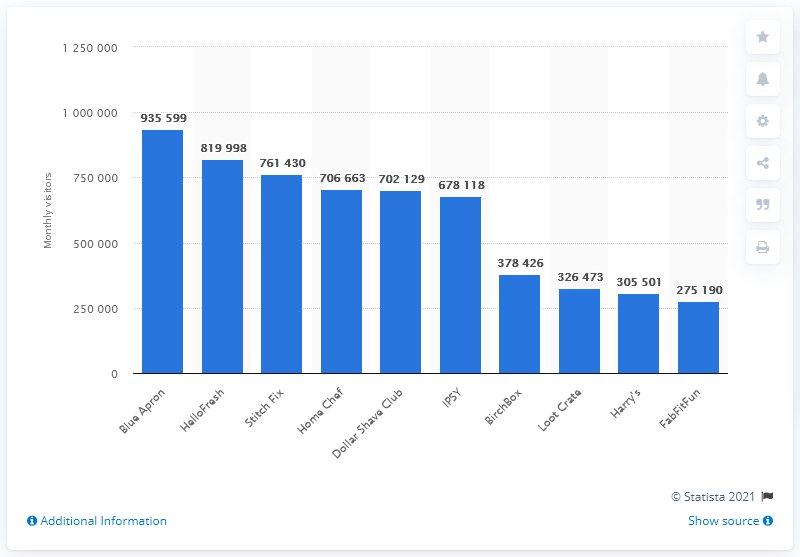 1 250 000
1 000 000
750 000
500 000
250 000
0
Monthly visitors
935 599
819 998
761 430
706 663
702 129
678 118
378 426
326 473
305 501
275 190
Blue Apron
HelloFresh
Stitch Fix
Home Chef
Dollar Shave Club
IPSY
BirchBox
Loot Crate
Harry's
FabFitFun
© Statista 2021
Additional Information
Show source